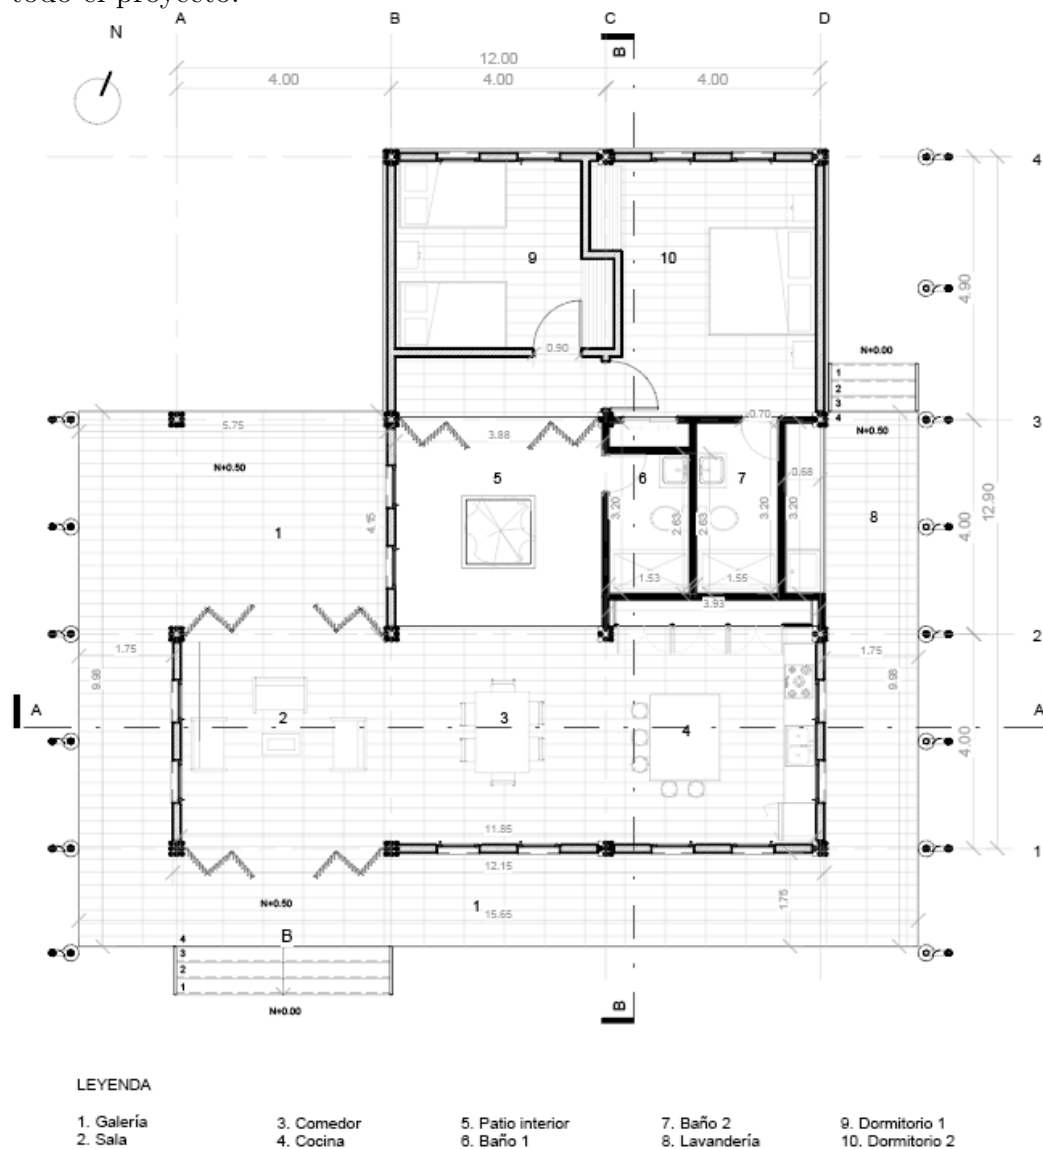 todo el proyecto.
A B C D
N
B
12.00
4.00 4.00 4.00
4
9 10
4.90
0.90
N+0.00
1
2
3
4
0.70
3
5.75
3.88
N+0.50
N+0.50
5 6 7
0.68
1
4.15
3.20
2.63
2.63
3.20
3.20
8
4.00
12.90
1.53 1.55
3.93
2
1.75
1.75
9.98
9.98
A
2 3 4
A
4.00
11.85
1
12.15
N+0.50
1
15.65
1.75
4
3
2
1
B
N+0.00
B
LEYENDA
1. Galería 3. Comedor 5. Patio interior 7. Baño 2 9. Dormitorio 1
2. Sala 4. Cocina 6. Baño 1 8. Lavandería 10. Dormitorio 2